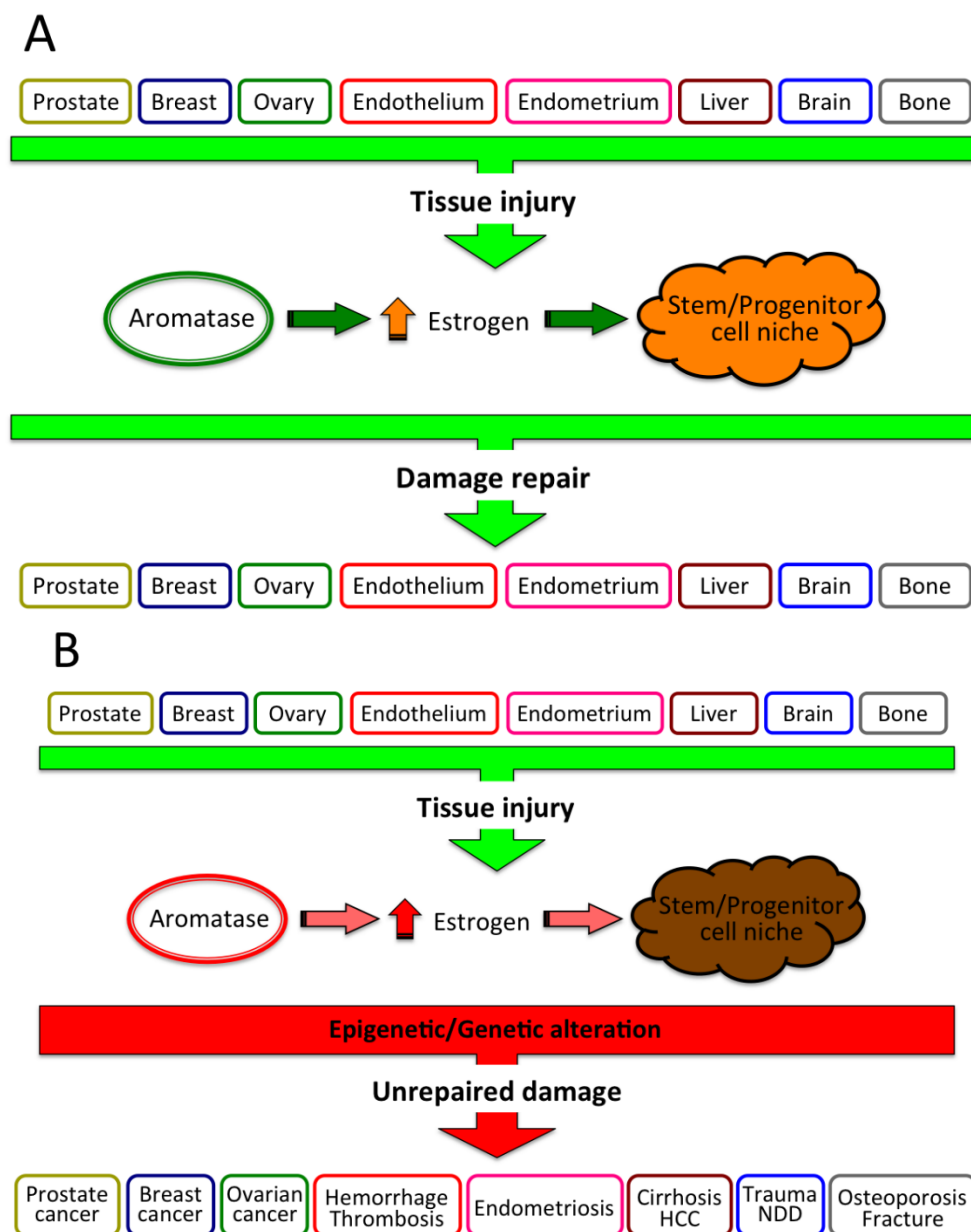 A
Prostate Breast Ovary Endothelium Endometrium Liver Brain Bone
Tissue injury
Aromatase Estrogen Stem/Progenitor
cell niche
Damage repair
Prostate Breast Ovary Endothelium Endometrium Liver Brain Bone
B
Prostate Breast Ovary Endothelium Endometrium Liver Brain Bone
Tissue injury
Aromatase Estrogen Stem/Progenitor
cell niche
Epigenetic/Genetic alteration
Unrepaired damage
Prostate
cancer
Breast
cancer
Ovarian
cancer
Hemorrhage
Thrombosis
Endometriosis
Cirrhosis
HCC
Trauma
NDD
Osteoporosis
Fracture